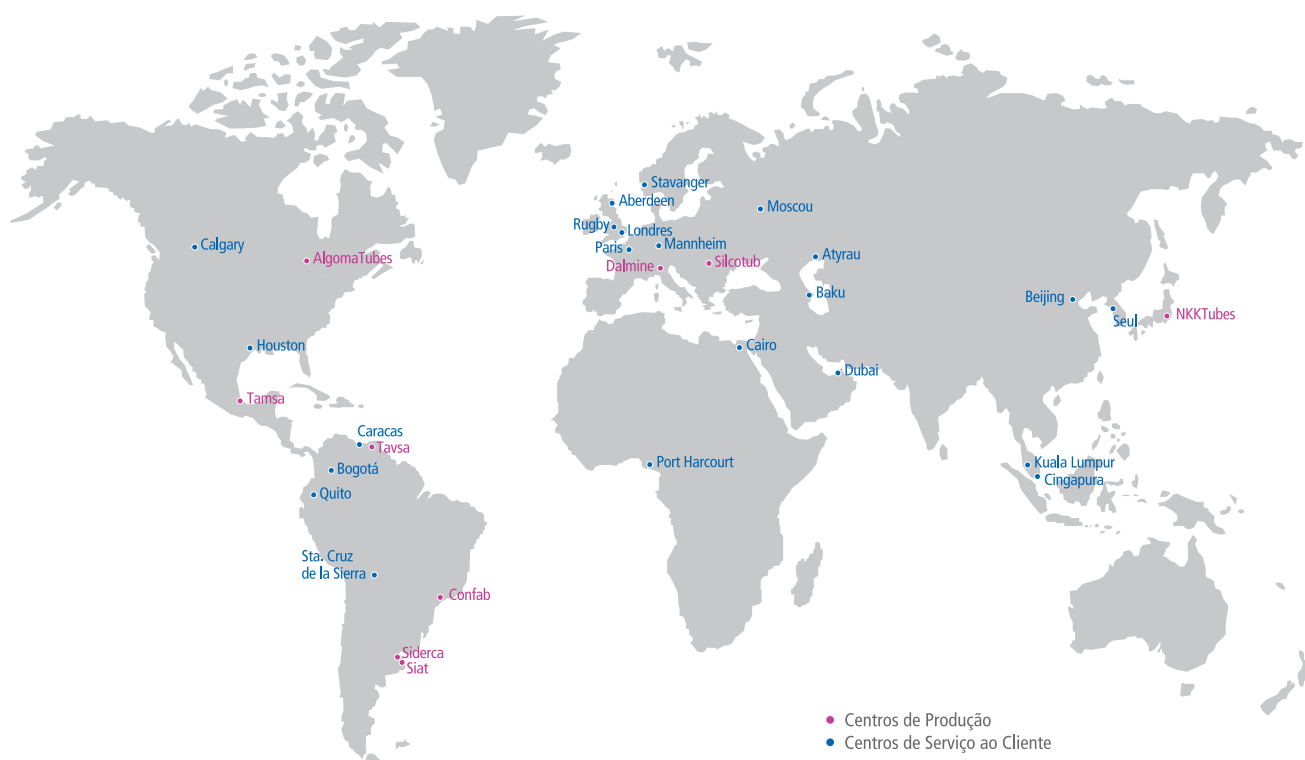 Stavanger
Aberdeen
Moscou
Rugby
Londres
Calgary
Paris
Mannheim
AlgomaTubes
Atyrau
Dalmine
Silcotub
Baku
Beijing
NKKTubes
Seul
Houston
Cairo
Dubai
Tamsa
Caracas
Tavsa
Bogotá
Port Harcourt
Kuala Lumpur
Cingapura
Quito
Sta. Cruz
de la Sierra
Confab
Siderca
Siat
Centros de Produção
Centros de Serviço ao Cliente